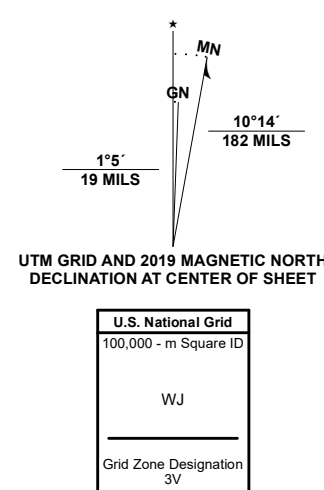 MN
GN
10°14´
182 MILS
1°5´
19 MILS
UTM GRID AND 2019 MAGNETIC NORTH
DECLINATION AT CENTER OF SHEET
U.S. National Grid
100,000 - m Square ID
WJ
Grid Zone Designation
3V